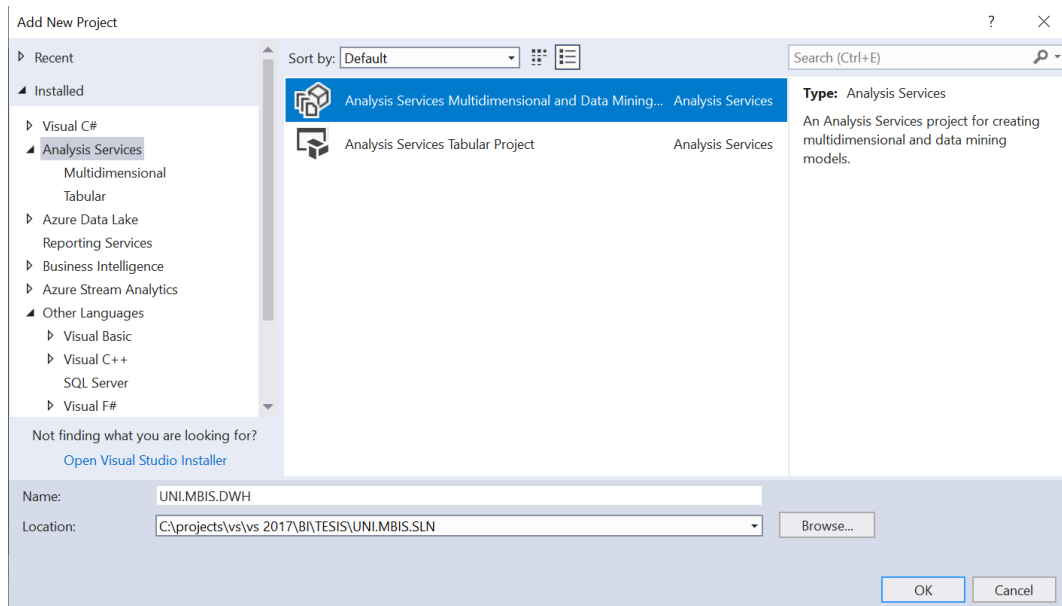 Add New Project
?
Recent
Installed
Visual C#
Analysis Services
Multidimensional
Tabular
Azure Data Lake
Reporting Services
Business Intelligence
Azure Stream Analytics
Other Languages
Visual Basic
Visual C++
SQL Server
Visual F#
Not finding what you are looking for?
Open Visual Studio Installer
Sort by: Default
Analysis Services Multidimensional and Data Mining... Analysis Services
Analysis Services Tabular Project Analysis Services
Search (Ctrl+E)
Type: Analysis Services
An Analysis Services project for creating
multidimensional and data mining
models.
Name: UNI.MBIS.DWH
Location: C:\projects\vs\vs 2017\BI\TESIS\UNI.MBIS.SLN
Browse...
OK Cancel